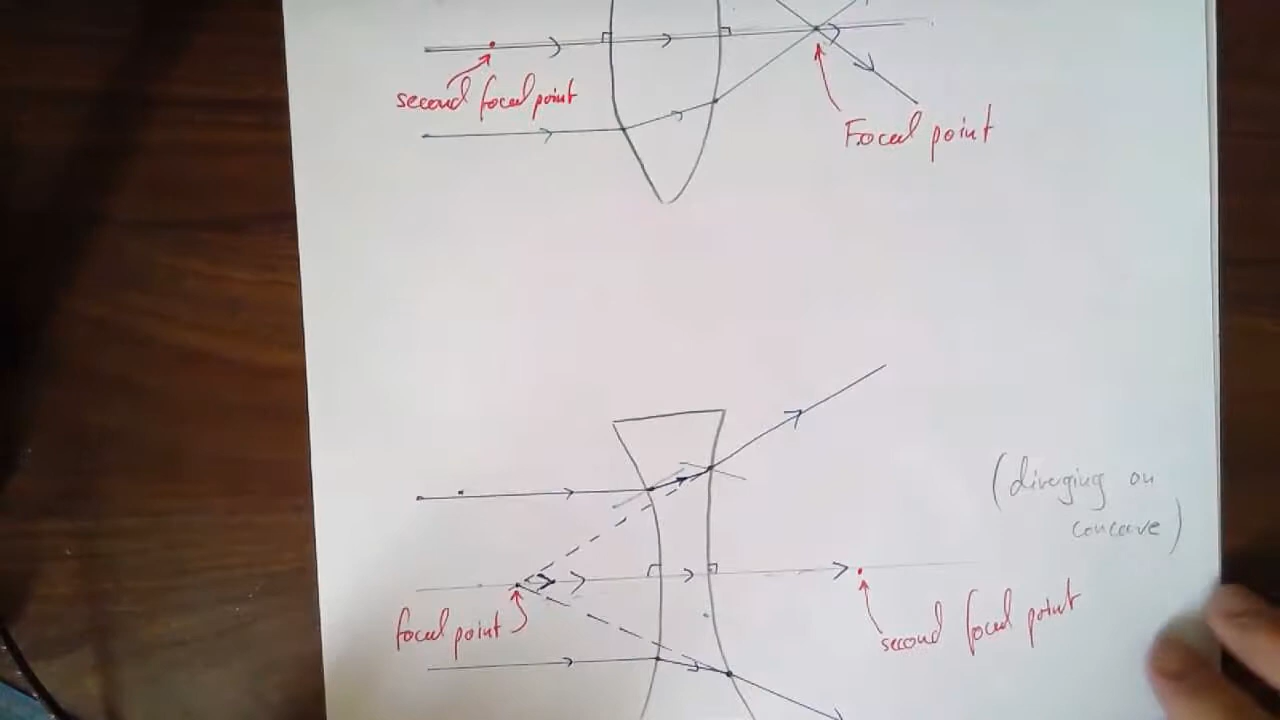 second focal point
Focal point
(diverging or
concave)
focal point
second focal point